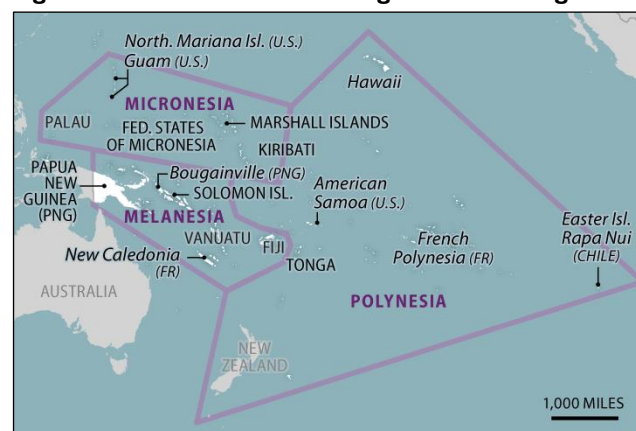 North. Mariana Isl. (U.S.)
Guam (U.S.)
Hawaii
MICRONESIA
PALAU
FED. STATES
OF MICRONESIA
MARSHALL ISLANDS
KIRIBATI
PAPUA
NEW
GUINEA
(PNG)
Bougainville (PNG)
SOLOMON ISL.
MELANESIA
American
Samoa (U.S.)
Easter Isl.
Rapa Nui
(CHILE)
VANUATU
FIJI
French
Polynesia (FR)
New Caledonia
(FR)
TONGA
AUSTRALIA
POLYNESIA
NEW
ZEALAND
1,000 MILES